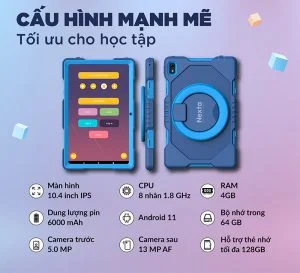 CẤU HÌNH MẠNH MẼ
Tối ưu cho học tập
Nexta
Màn hình
10.4 inch IPS
CPU
8 nhân 1.8 GHz
RAM
4GB
Dung lượng pin
6000 mAh
Android 11
Bộ nhớ trong
64 GB
Camera trước
5.0 MP
Camera sau
13 MP AF
Hỗ trợ thẻ nhớ
tối đa 128GB